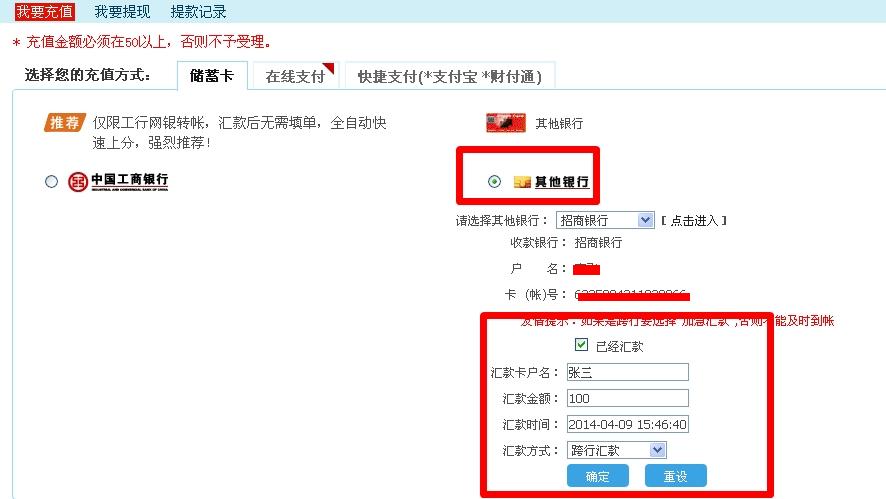 我要充值 我要提现 提款记录
* 充值金额必须在50以上，否则不予受理。
选择您的充值方式： 储蓄卡 在线支付 快捷支付(*支付宝 *财付通)
推荐 仅限工行网银转帐，汇款后无需填单，全自动快
速上分，强烈推荐！
其他银行
中国工商银行
INDUSTRIAL AND COMMERCIAL BANK OF CHINA
其他银行
请选择其他银行： 招商银行 [ 点击进入 ]
收款银行： 招商银行
户 名：
卡 (帐)号：
友情提示：如果是跨行要选择"加急汇款",否则不能及时到帐
已经汇款
汇款卡户名： 张三
汇款金额： 100
汇款时间： 2014-04-09 15:46:40
汇款方式： 跨行汇款
确定 重设